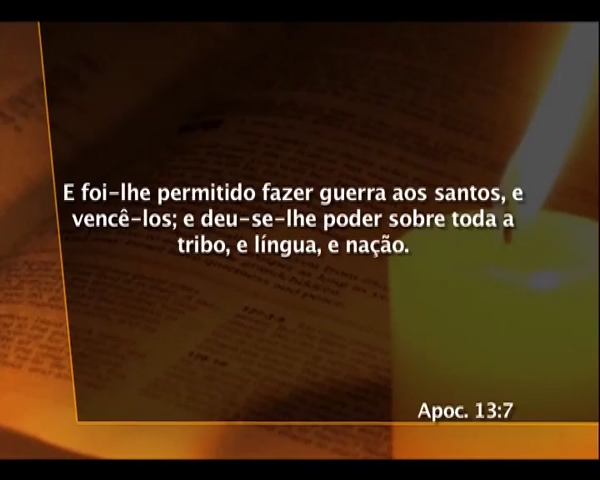 E foi-lhe permitido fazer guerra aos santos, e
vencê-los; e deu-se-lhe poder sobre toda a
tribo, e língua, e nação.
Apoc. 13:7